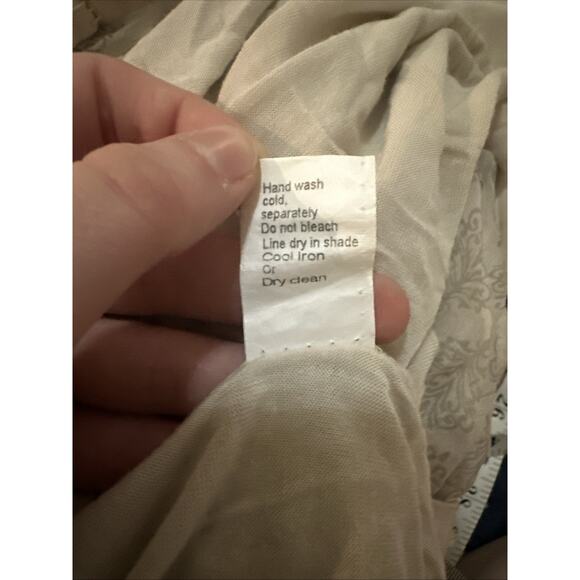 Hand wash
cold,
separately
Do not bleach
Line dry in shade
Cool Iron
Or
Dry clean